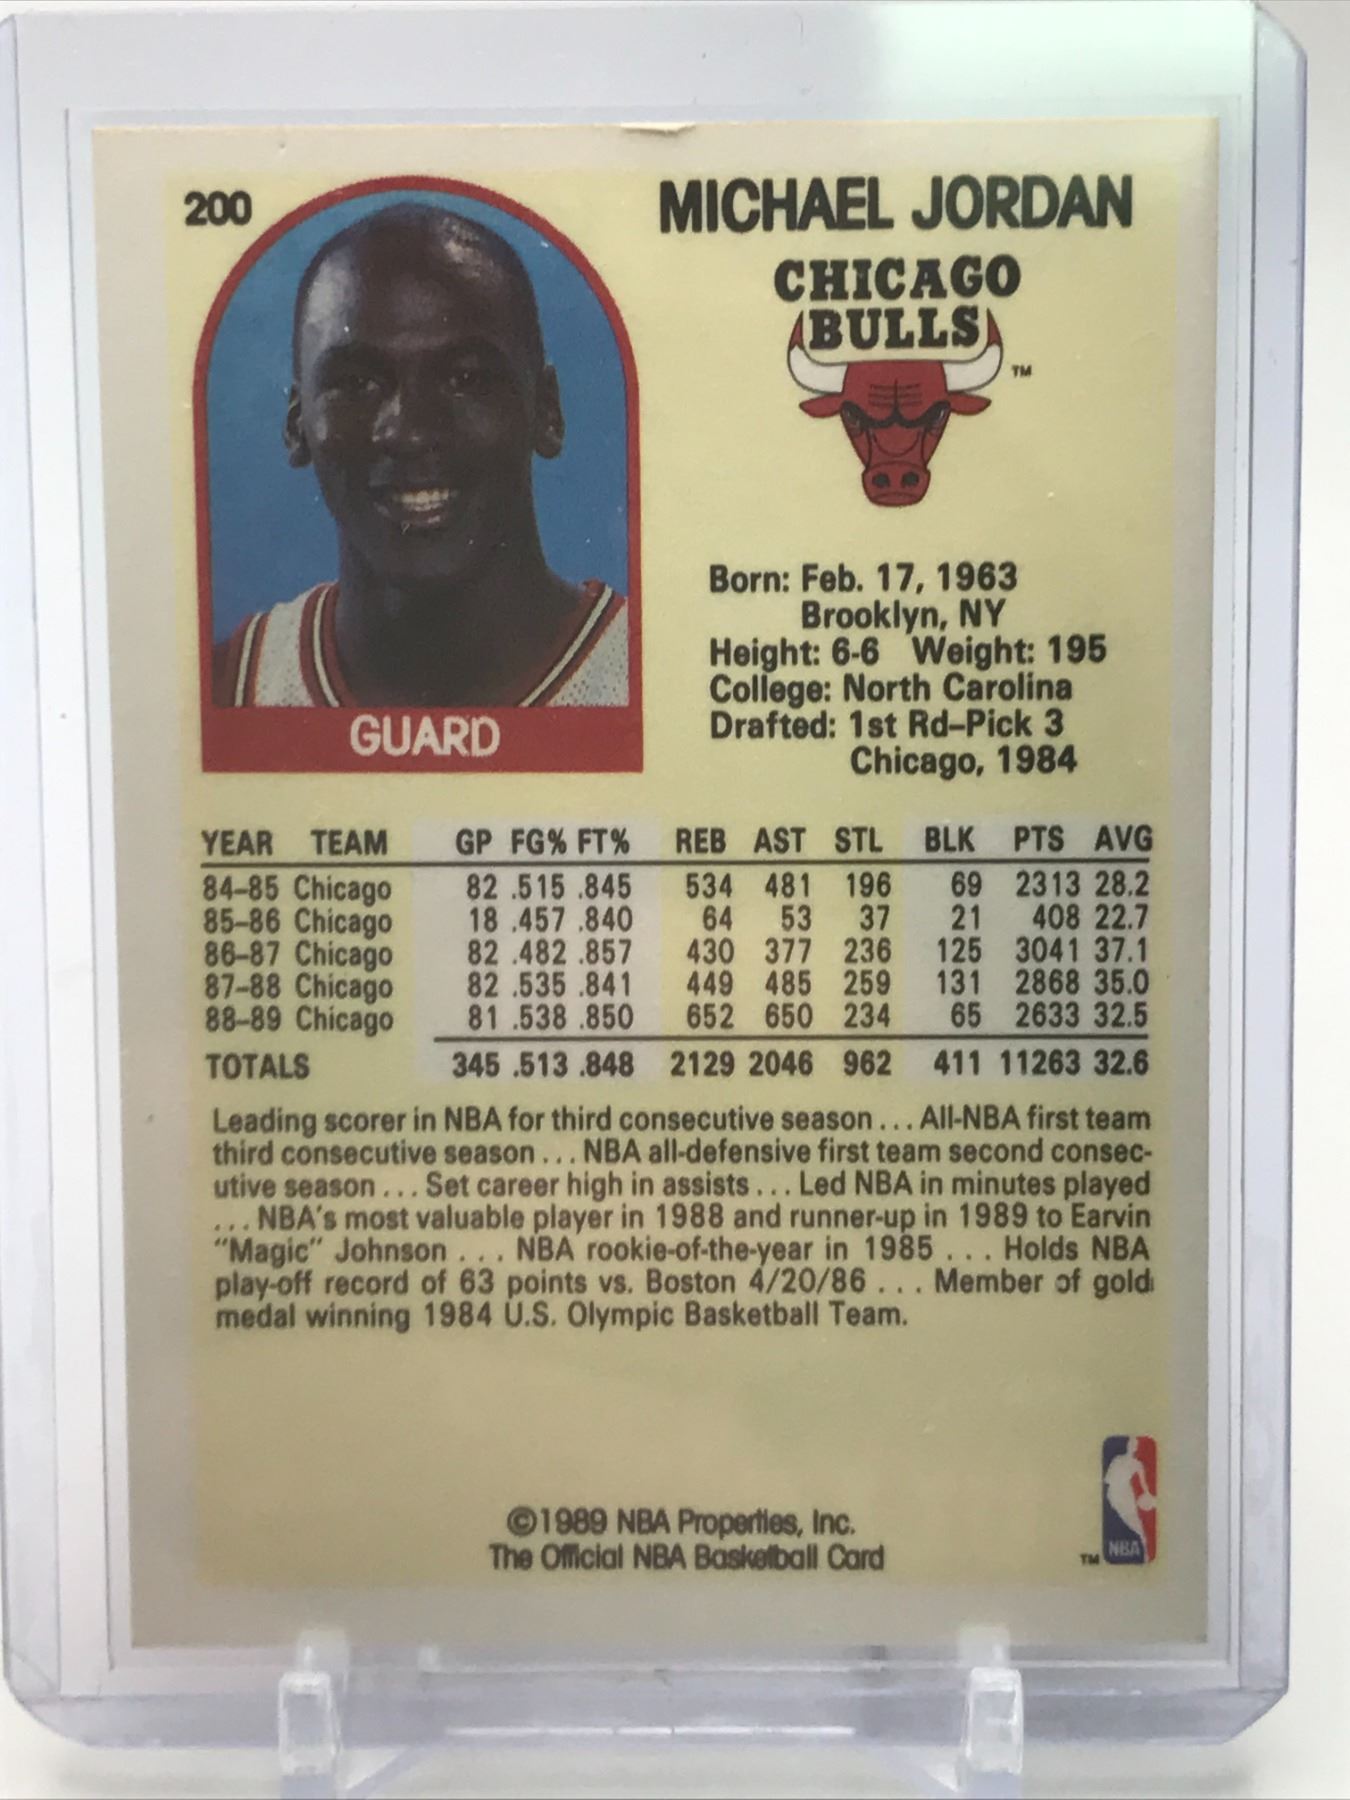 200
MICHAEL JORDAN
CHICAGO
BULLS
TM
GUARD
Born: Feb. 17, 1963
Brooklyn, NY
Height: 6-6 Weight: 195
College: North Carolina
Drafted: 1st Rd–Pick 3
Chicago, 1984
YEAR TEAM GP FG% FT% REB AST STL BLK PTS AVG
84–85 Chicago 82 .515 .845 534 481 196 69 2313 28.2
85–86 Chicago 18 .457 .840 64 53 37 21 408 22.7
86–87 Chicago 82 .482 .857 430 377 236 125 3041 37.1
87–88 Chicago 82 .535 .841 449 485 259 131 2868 35.0
88–89 Chicago 81 .538 .850 652 650 234 65 2633 32.5
TOTALS 345 .513 .848 2129 2046 962 411 11263 32.6
Leading scorer in NBA for third consecutive season . . . All-NBA first team
third consecutive season . . . NBA all-defensive first team second consec-
utive season . . . Set career high in assists . . . Led NBA in minutes played
. . . NBA's most valuable player in 1988 and runner-up in 1989 to Earvin
"Magic" Johnson . . . NBA rookie-of-the-year in 1985 . . . Holds NBA
play-off record of 63 points vs. Boston 4/20/86 . . . Member of gold
medal winning 1984 U.S. Olympic Basketball Team.
©1989 NBA Properties, Inc.
The Official NBA Basketball Card
TM NBA